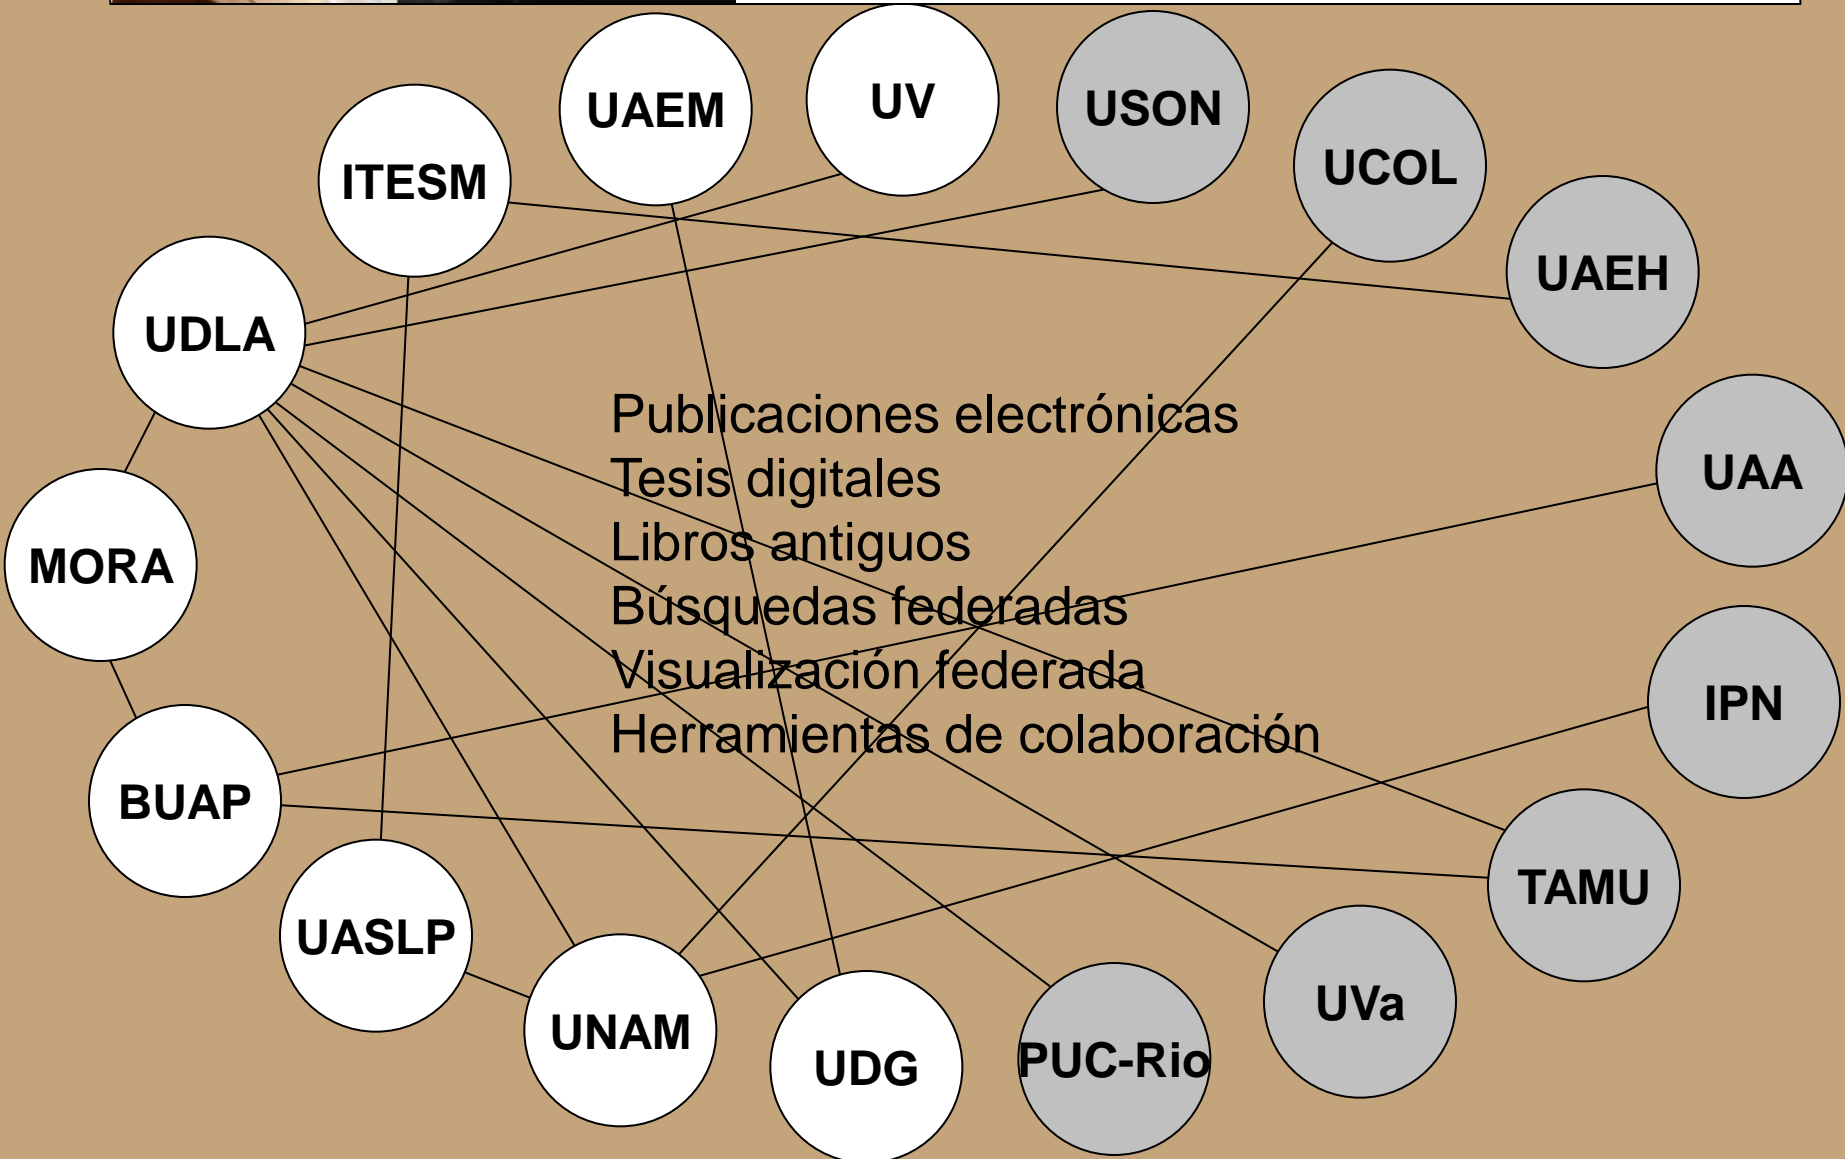 UAEM
UV
USON
UCOL
ITESM
UAEH
UDLA
Publicaciones electrónicas
Tesis digitales
Libros antiguos
Búsquedas federadas
Visualización federada
Herramientas de colaboración
UAA
MORA
IPN
BUAP
TAMU
UASLP
UVa
UNAM
UDG
PUC-Rio